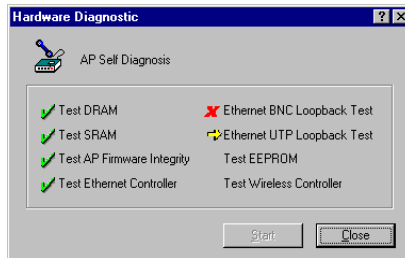 Hardware Diagnostic
AP Self Diagnosis
Test DRAM
Test SRAM
Test AP Firmware Integrity
Test Ethernet Controller
Ethernet BNC Loopback Test
Ethernet UTP Loopback Test
Test EEPROM
Test Wireless Controller
Start
Close